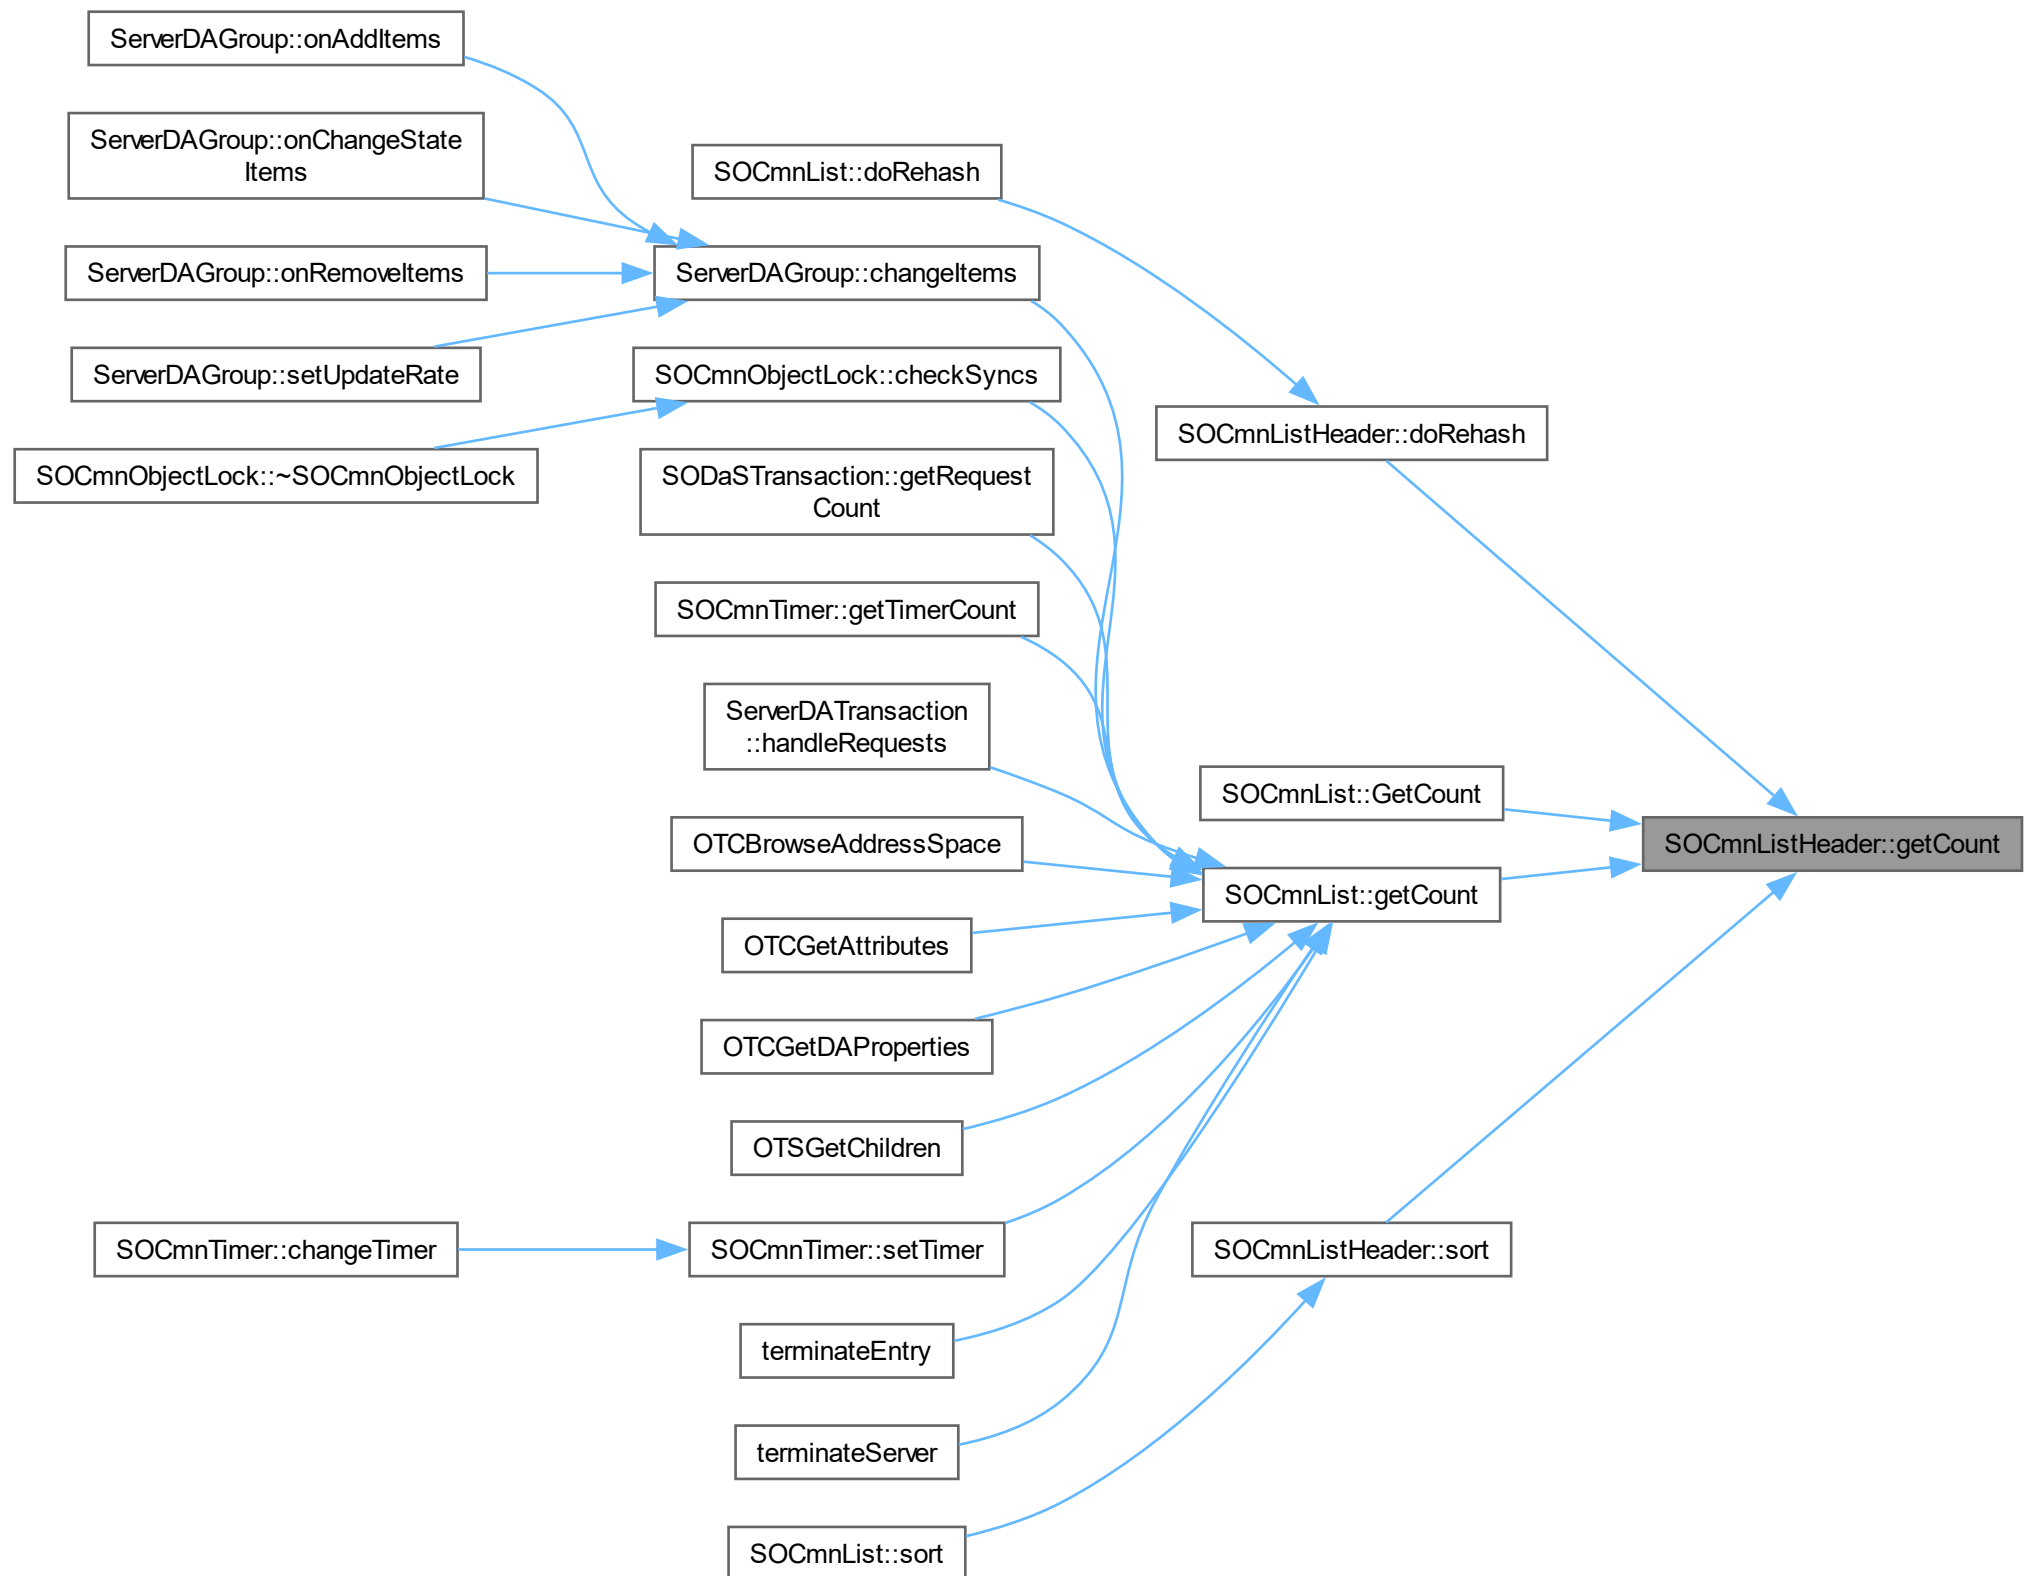 ServerDAGroup::onAddItems
ServerDAGroup::onChangeState
Items
SOCmnList::doRehash
ServerDAGroup::onRemoveItems
ServerDAGroup::changeItems
ServerDAGroup::setUpdateRate
SOCmnObjectLock::checkSyncs
SOCmnListHeader::doRehash
SOCmnObjectLock::~SOCmnObjectLock
SODaSTransaction::getRequest
Count
SOCmnTimer::getTimerCount
ServerDATransaction
::handleRequests
SOCmnList::GetCount
OTCBrowseAddressSpace
SOCmnListHeader::getCount
SOCmnList::getCount
OTCGetAttributes
OTCGetDAProperties
OTSGetChildren
SOCmnTimer::changeTimer
SOCmnTimer::setTimer
SOCmnListHeader::sort
terminateEntry
terminateServer
SOCmnList::sort